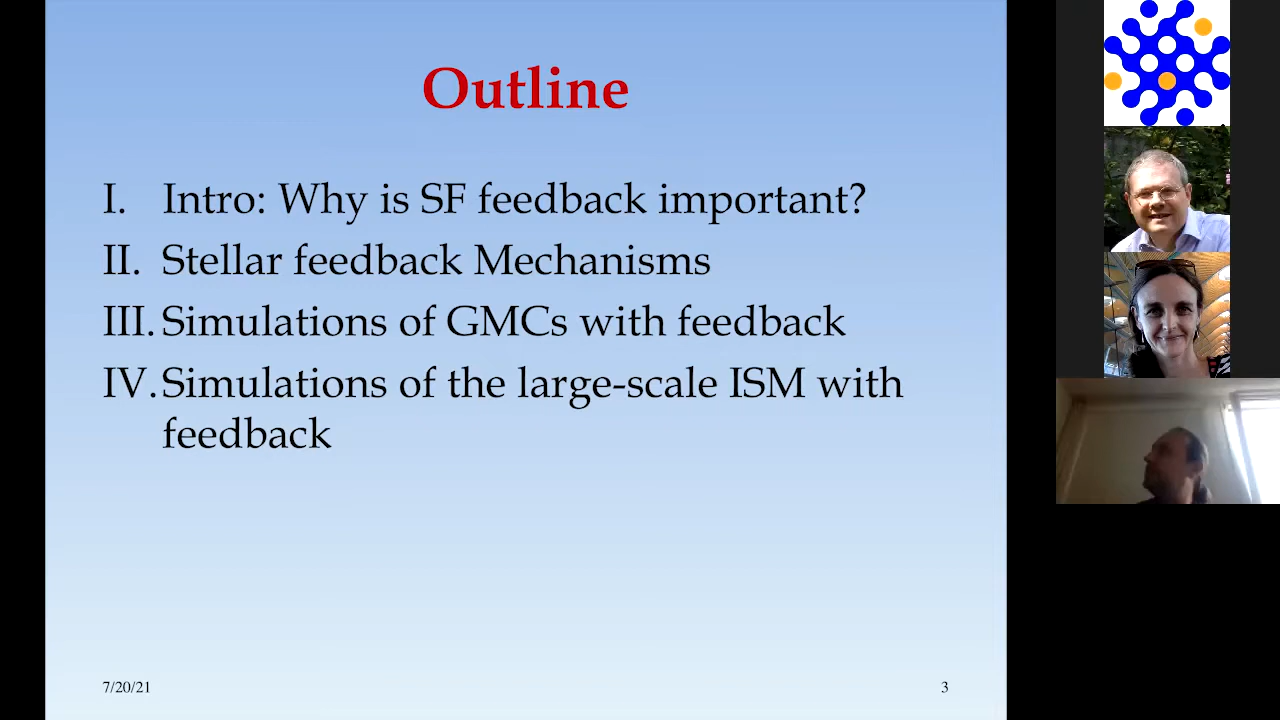 Outline
I. Intro: Why is SF feedback important?
II. Stellar feedback Mechanisms
III. Simulations of GMCs with feedback
IV. Simulations of the large-scale ISM with
feedback
7/20/21
3